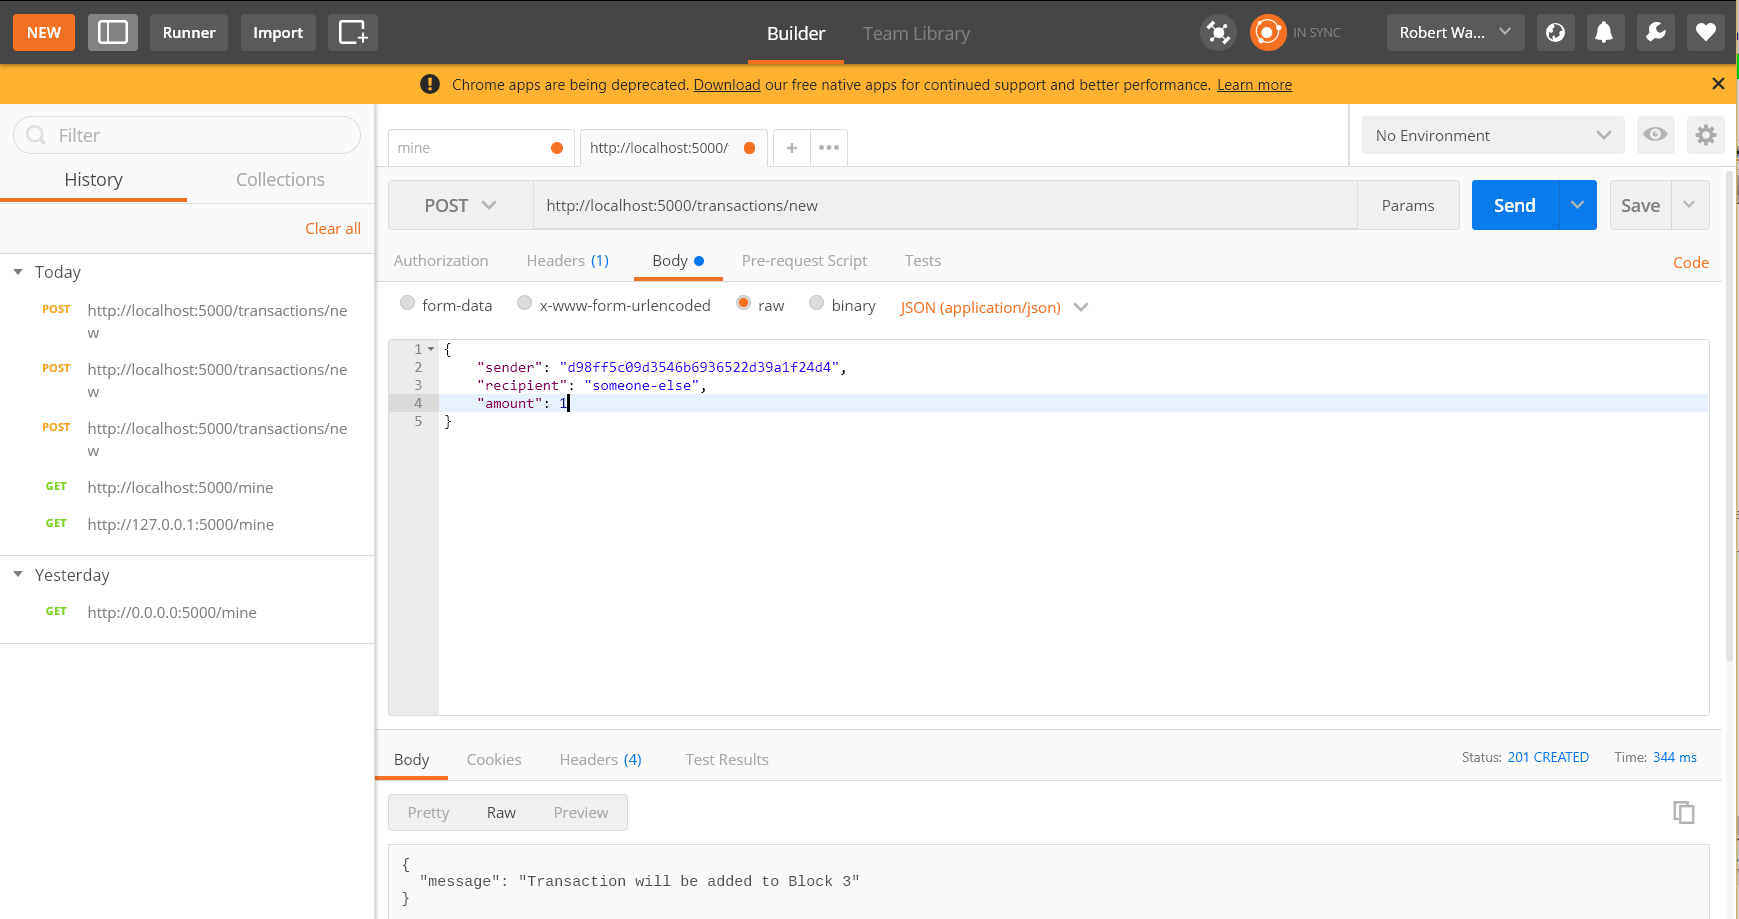 NEW
Runner
Import
Builder
Team Library
IN SYNC
Robert Wa...
Chrome apps are being deprecated. Download our free native apps for continued support and better performance. Learn more
Filter
History
Collections
Clear all
Today
POST http://localhost:5000/transactions/ne
w
POST http://localhost:5000/transactions/ne
w
POST http://localhost:5000/transactions/ne
w
GET http://localhost:5000/mine
GET http://127.0.0.1:5000/mine
Yesterday
GET http://0.0.0.0:5000/mine
mine
http://localhost:5000/
No Environment
POST
http://localhost:5000/transactions/new
Params
Send
Save
Authorization
Headers (1)
Body
Pre-request Script
Tests
Code
form-data
x-www-form-urlencoded
raw
binary
JSON (application/json)
1 {
2 "sender": "d98ff5c09d3546b6936522d39a1f24d4",
3 "recipient": "someone-else",
4 "amount": 1
5 }
Body
Cookies
Headers (4)
Test Results
Status: 201 CREATED
Time: 344 ms
Pretty
Raw
Preview
{
"message": "Transaction will be added to Block 3"
}